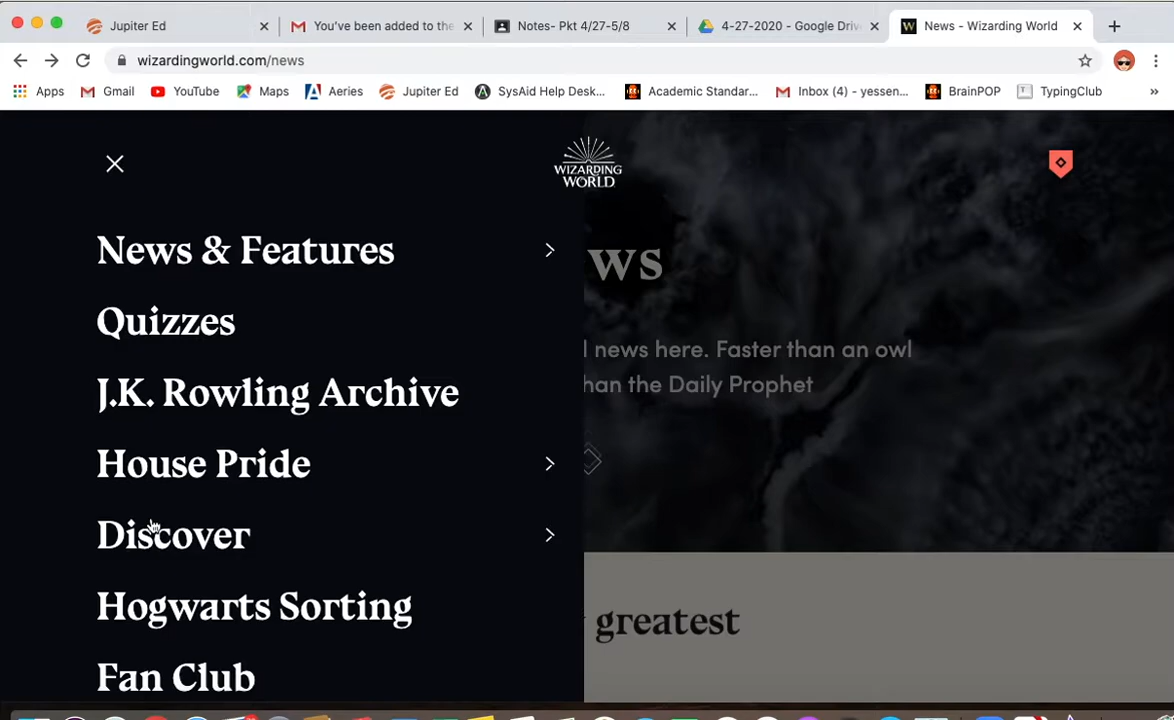 Jupiter Ed
You've been added to the
Notes- Pkt 4/27-5/8
4-27-2020 - Google Driv
News - Wizarding World
wizardingworld.com/news
Apps
Gmail
YouTube
Maps
Aeries
Jupiter Ed
SysAid Help Desk...
Academic Standar...
Inbox (4) - yessen...
BrainPOP
TypingClub
WIZARDING
WORLD
News & Features
ws
Quizzes
l news here. Faster than an owl
han the Daily Prophet
J.K. Rowling Archive
House Pride
Discover
Hogwarts Sorting
greatest
Fan Club